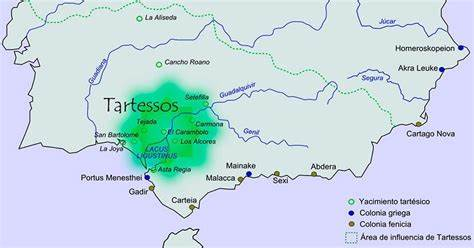 La Aliseda
Júcar
Cancho Roano
Homeroskopeion
Guadiana
Akra Leuke
Segura
Setefilla
Guadalquivir
Tartessos
Tejada
Carmona
Cartago Nova
San Bartolomé
El Carambolo
Genil
La Joya
Los Alcores
LACUS
LIGUSTINUS
Asta Regia
Mainake
Abdera
Portus Menesthei
Malacca
Sexi
Gadir
Carteia
Yacimiento tartésico
Colonia griega
Colonia fenicia
Área de influencia de Tartessos